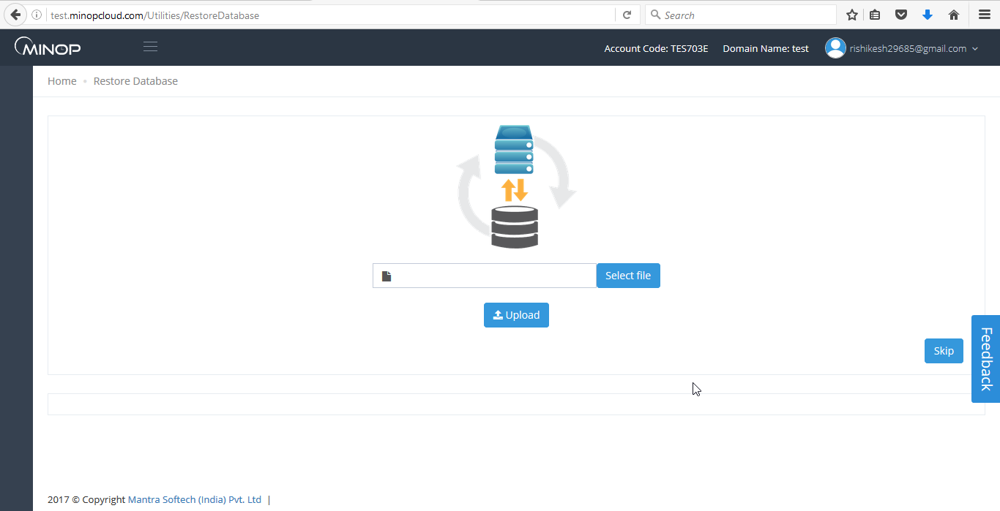 test.minopcloud.com/Utilities/RestoreDatabase
Search
MINOP
Account Code: TES703E
Domain Name: test
rishikesh29685@gmail.com
Home
Restore Database
Select file
Upload
Skip
Feedback
2017 © Copyright Mantra Softech (India) Pvt. Ltd |